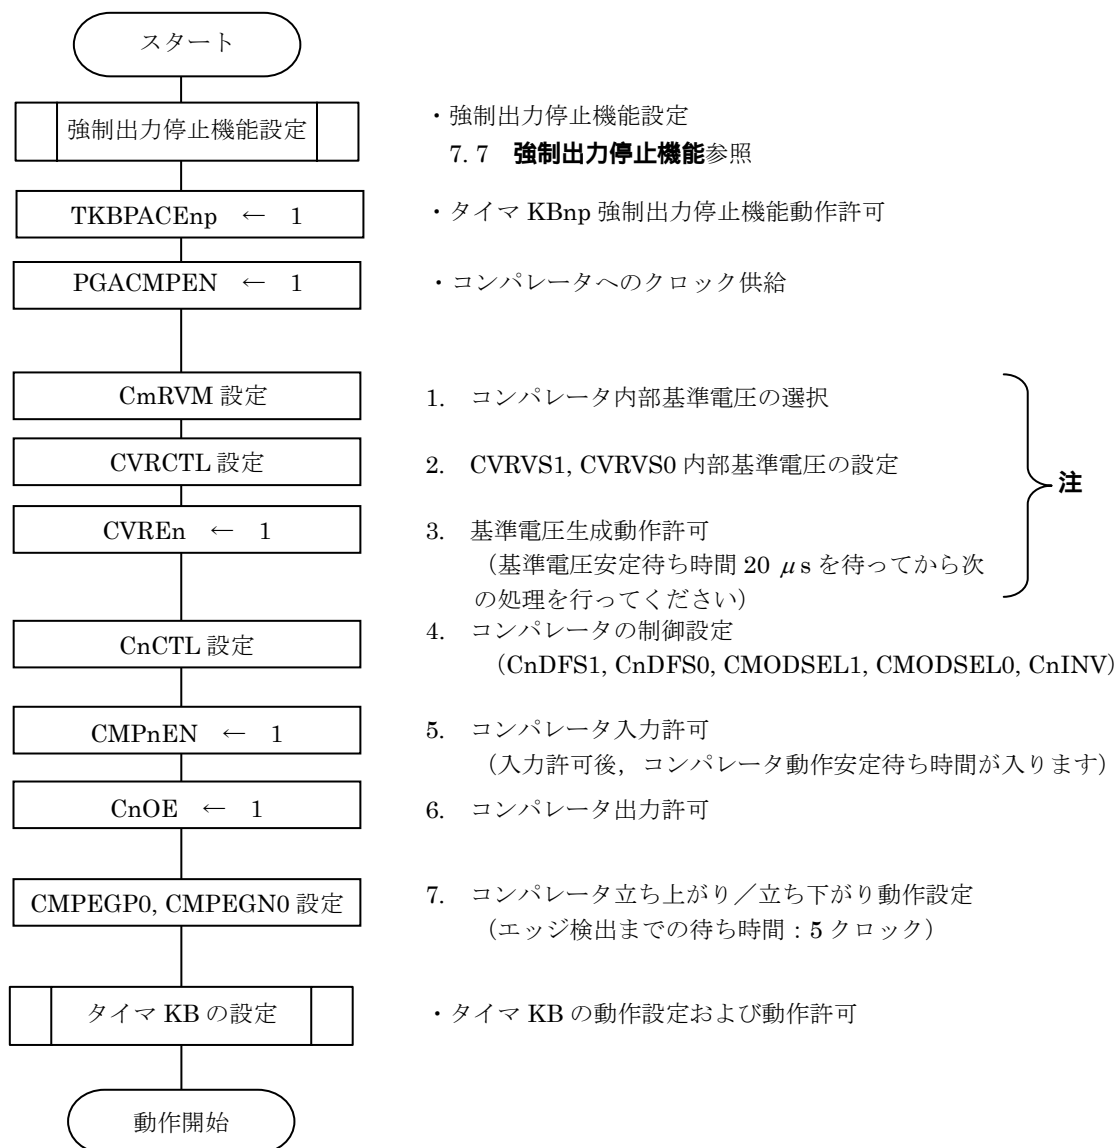 スタート
強制出力停止機能設定
・強制出力停止機能設定
7. 7 強制出力停止機能参照
TKBPACEnp ← 1
・タイマ KBnp 強制出力停止機能動作許可
PGACMPEN ← 1
・コンパレータへのクロック供給
CmRVM 設定
1. コンパレータ内部基準電圧の選択
CVRCTL 設定
2. CVRVS1, CVRVS0 内部基準電圧の設定
注
CVREn ← 1
3. 基準電圧生成動作許可
（基準電圧安定待ち時間 20 μs を待ってから次
の処理を行ってください）
CnCTL 設定
4. コンパレータの制御設定
（CnDFS1, CnDFS0, CMODSEL1, CMODSEL0, CnINV）
CMPnEN ← 1
5. コンパレータ入力許可
（入力許可後，コンパレータ動作安定待ち時間が入ります）
CnOE ← 1
6. コンパレータ出力許可
CMPEGP0, CMPEGN0 設定
7. コンパレータ立ち上がり／立ち下がり動作設定
（エッジ検出までの待ち時間：5 クロック）
タイマ KB の設定
・タイマ KB の動作設定および動作許可
動作開始